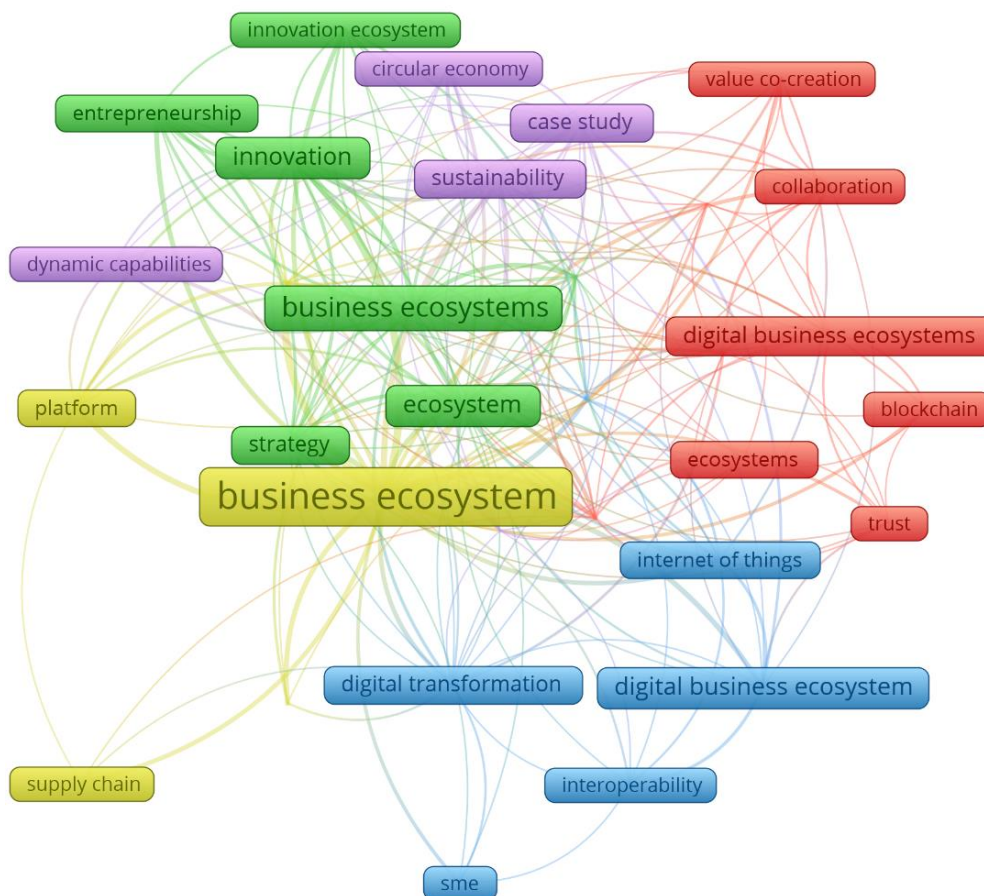 innovation ecosystem
circular economy
value co-creation
entrepreneurship
case study
innovation
sustainability
collaboration
dynamic capabilities
business ecosystems
digital business ecosystems
platform
ecosystem
blockchain
strategy
ecosystems
business ecosystem
trust
internet of things
digital transformation
digital business ecosystem
supply chain
interoperability
sme